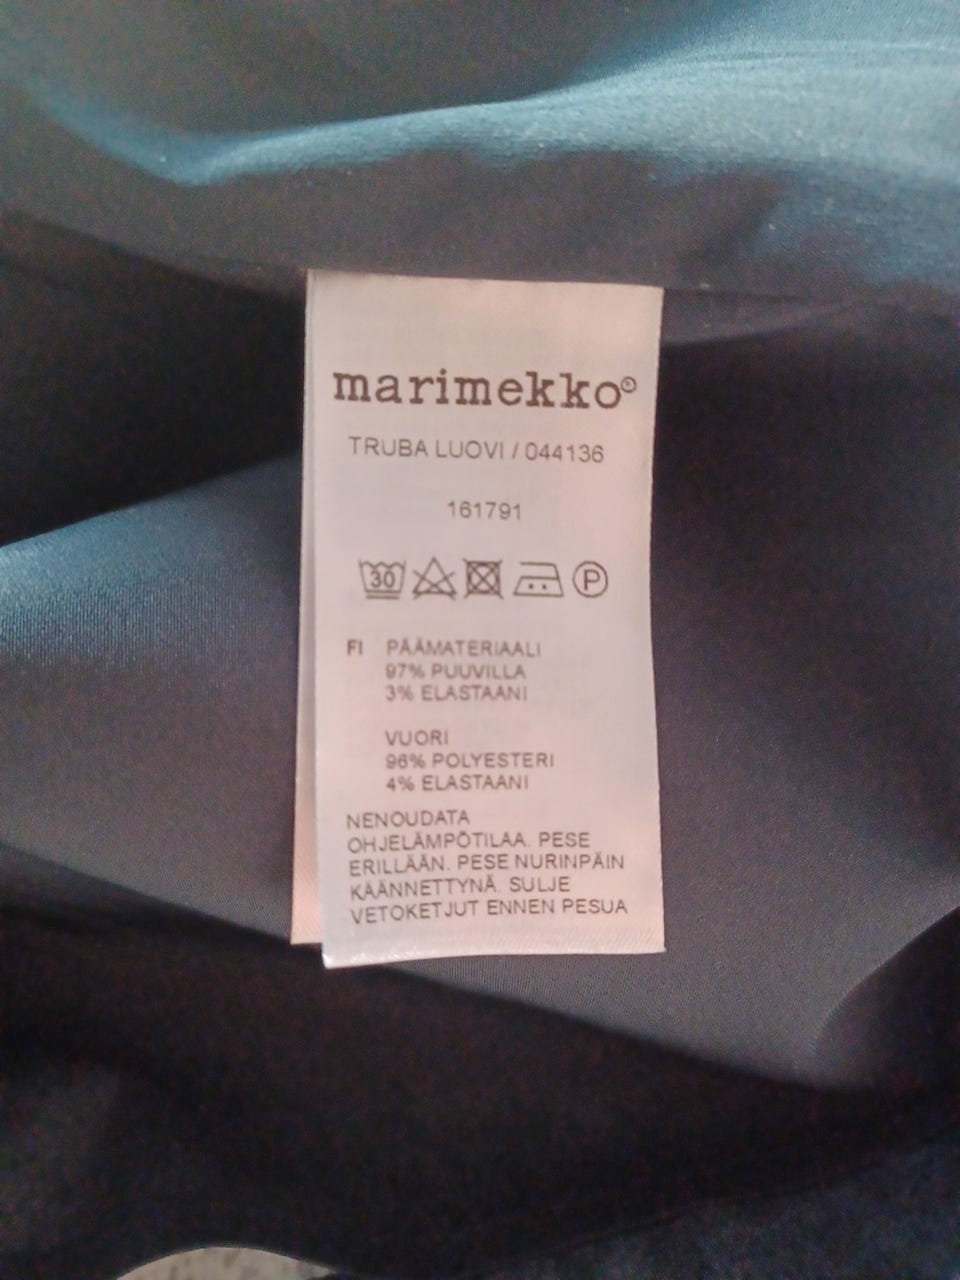 marimekko®
TRUBA LUOVI / 044136
161791
30 P
FI PÄÄMATERIAALI
97% PUUVILLA
3% ELASTAANI
VUORI
96% POLYESTERI
4% ELASTAANI
NENOUDATA
OHJELÄMPÖTILAA. PESE
ERILLÄÄN. PESE NURINPÄIN
KÄÄNNETTYNÄ. SULJE
VETOKETJUT ENNEN PESUA